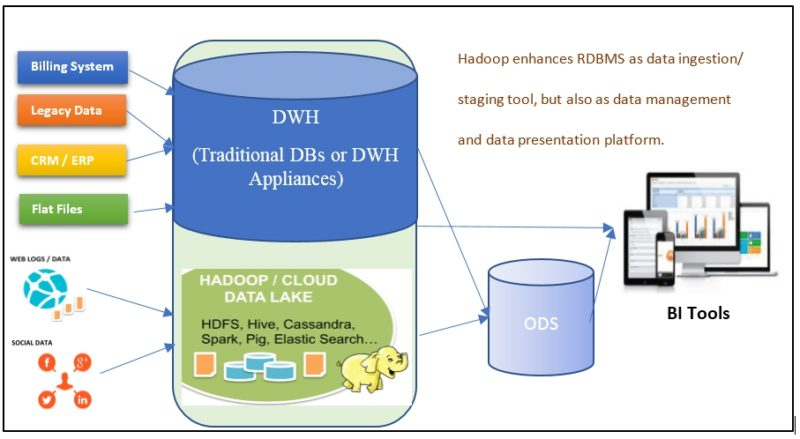 Billing System
Legacy Data
CRM / ERP
Flat Files
WEB LOGS / DATA
SOCIAL DATA
DWH
(Traditional DBs or DWH
Appliances)
HADOOP / CLOUD
DATA LAKE
HDFS, Hive, Cassandra,
Spark, Pig, Elastic Search...
Hadoop enhances RDBMS as data ingestion/
staging tool, but also as data management
and data presentation platform.
ODS
BI Tools